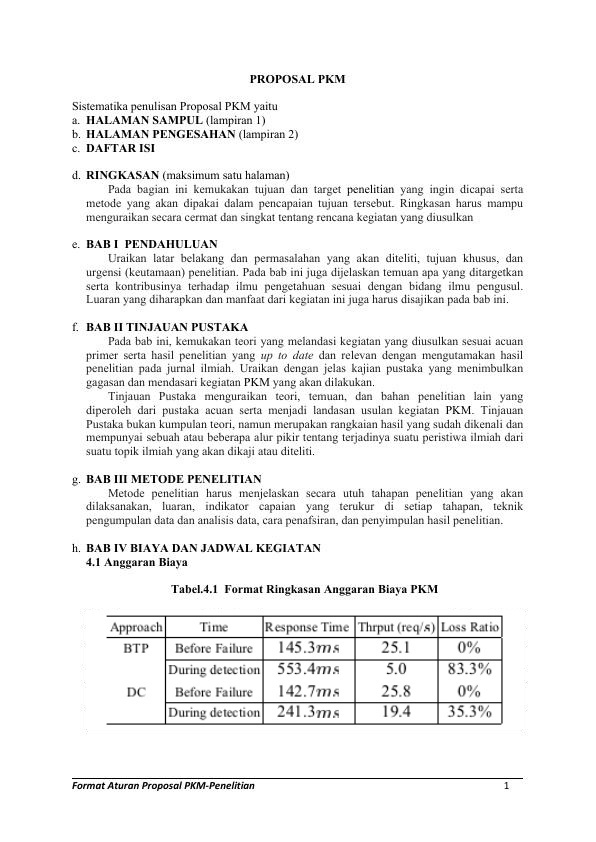 PROPOSAL PKM
Sistematika penulisan Proposal PKM yaitu
a. HALAMAN SAMPUL (lampiran 1)
b. HALAMAN PENGESAHAN (lampiran 2)
c. DAFTAR ISI
d. RINGKASAN (maksimum satu halaman)
Pada bagian ini kemukakan tujuan dan target penelitian yang ingin dicapai serta
metode yang akan dipakai dalam pencapaian tujuan tersebut. Ringkasan harus mampu
menguraikan secara cermat dan singkat tentang rencana kegiatan yang diusulkan
e. BAB I PENDAHULUAN
Uraikan latar belakang dan permasalahan yang akan diteliti, tujuan khusus, dan
urgensi (keutamaan) penelitian. Pada bab ini juga dijelaskan temuan apa yang ditargetkan
serta kontribusinya terhadap ilmu pengetahuan sesuai dengan bidang ilmu pengusul.
Luaran yang diharapkan dan manfaat dari kegiatan ini juga harus disajikan pada bab ini.
f. BAB II TINJAUAN PUSTAKA
Pada bab ini, kemukakan teori yang melandasi kegiatan yang diusulkan sesuai acuan
primer serta hasil penelitian yang up to date dan relevan dengan mengutamakan hasil
penelitian pada jurnal ilmiah. Uraikan dengan jelas kajian pustaka yang menimbulkan
gagasan dan mendasari kegiatan PKM yang akan dilakukan.
Tinjauan Pustaka menguraikan teori, temuan, dan bahan penelitian lain yang
diperoleh dari pustaka acuan serta menjadi landasan usulan kegiatan PKM. Tinjauan
Pustaka bukan kumpulan teori, namun merupakan rangkaian hasil yang sudah dikenali dan
mempunyai sebuah atau beberapa alur pikir tentang terjadinya suatu peristiwa ilmiah dari
suatu topik ilmiah yang akan dikaji atau diteliti.
g. BAB III METODE PENELITIAN
Metode penelitian harus menjelaskan secara utuh tahapan penelitian yang akan
dilaksanakan, luaran, indikator capaian yang terukur di setiap tahapan, teknik
pengumpulan data dan analisis data, cara penafsiran, dan penyimpulan hasil penelitian.
h. BAB IV BIAYA DAN JADWAL KEGIATAN
4.1 Anggaran Biaya
Tabel.4.1 Format Ringkasan Anggaran Biaya PKM
Approach Time Response Time Thrput (req/s) Loss Ratio
BTP Before Failure 145.3ms 25.1 0%
During detection 553.4ms 5.0 83.3%
DC Before Failure 142.7ms 25.8 0%
During detection 241.3ms 19.4 35.3%
Format Aturan Proposal PKM-Penelitian 1